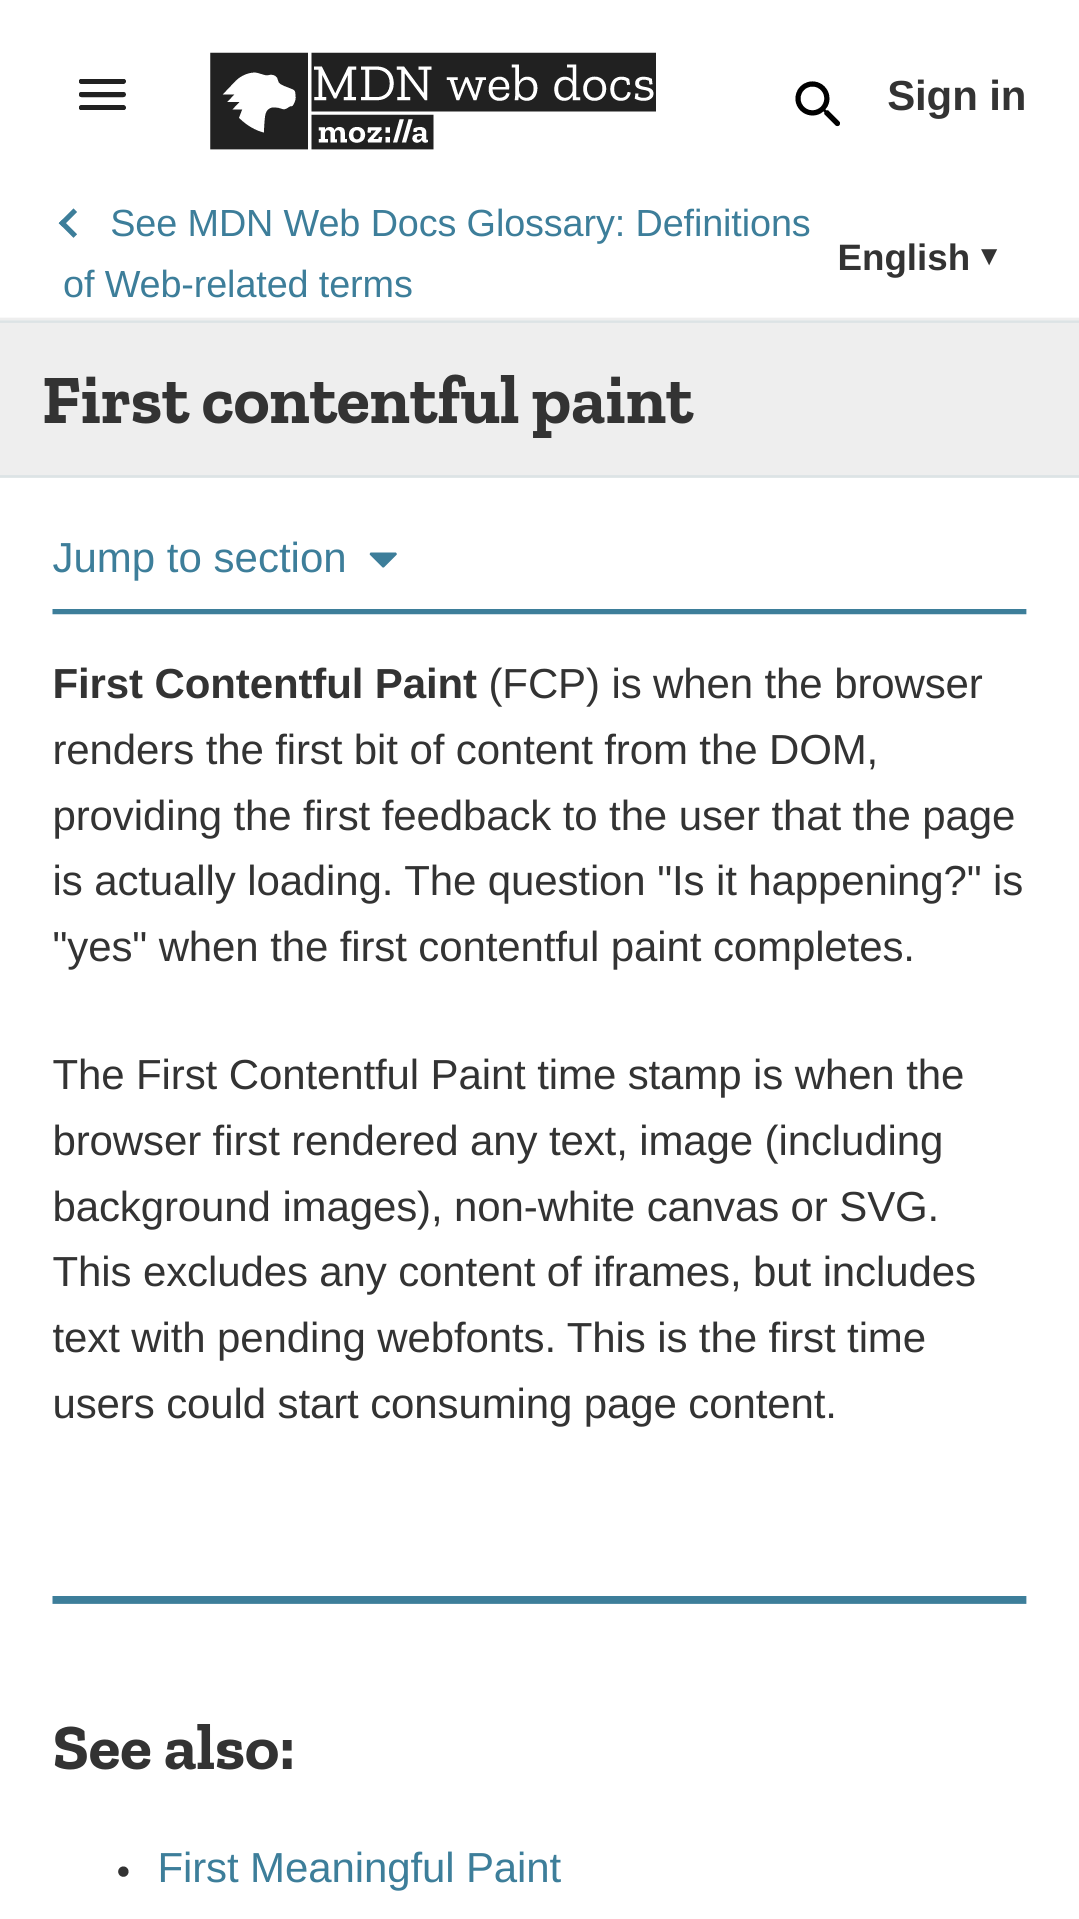 MDN web docs
moz://a
Sign in
See MDN Web Docs Glossary: Definitions
of Web-related terms
English ▼
First contentful paint
Jump to section
First Contentful Paint (FCP) is when the browser
renders the first bit of content from the DOM,
providing the first feedback to the user that the page
is actually loading. The question "Is it happening?" is
"yes" when the first contentful paint completes.
The First Contentful Paint time stamp is when the
browser first rendered any text, image (including
background images), non-white canvas or SVG.
This excludes any content of iframes, but includes
text with pending webfonts. This is the first time
users could start consuming page content.
See also:
• First Meaningful Paint